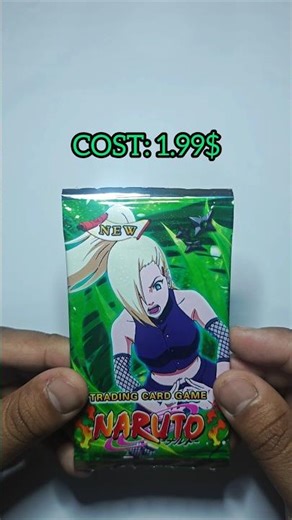 COST: 1.99$
NEW
TRADING CARD GAME
NARUTO